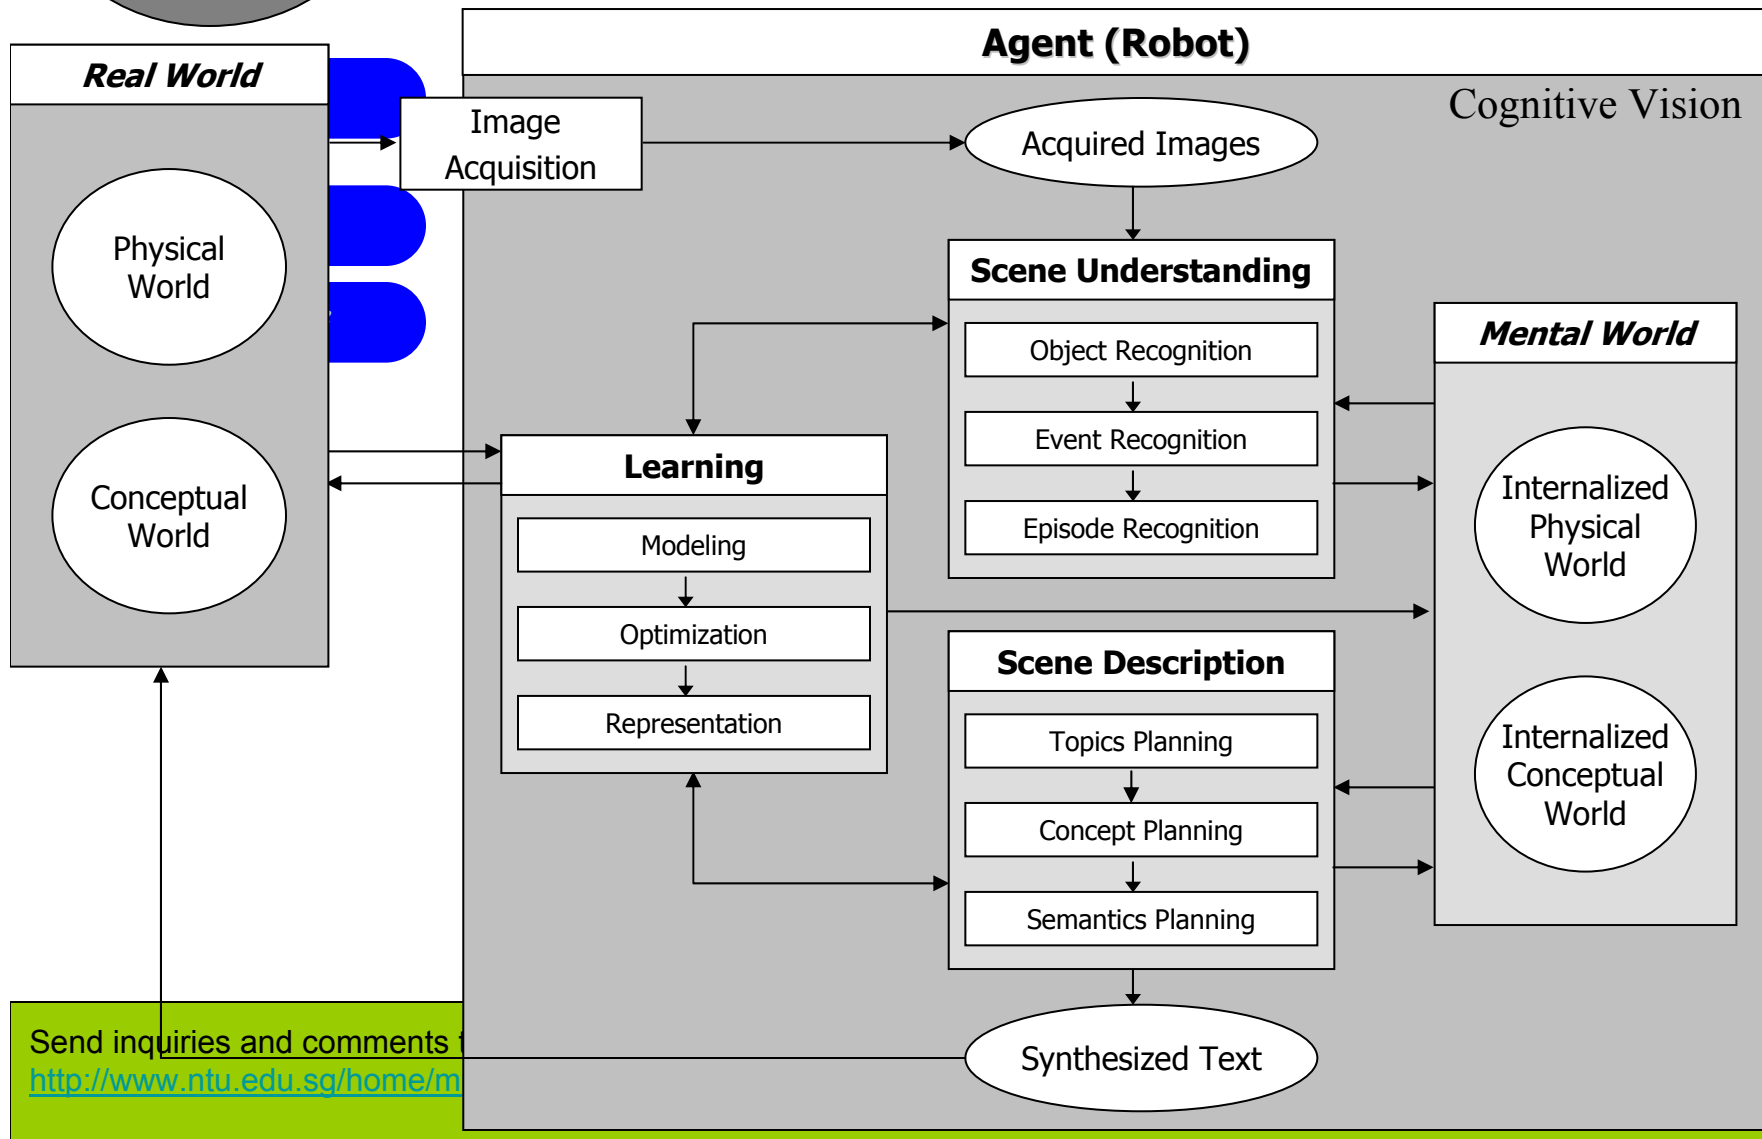 Agent (Robot)
Cognitive Vision
Real World
Physical
World
Conceptual
World
Image
Acquisition
Acquired Images
Scene Understanding
Object Recognition
Event Recognition
Episode Recognition
Mental World
Internalized
Physical
World
Internalized
Conceptual
World
Learning
Modeling
Optimization
Representation
Scene Description
Topics Planning
Concept Planning
Semantics Planning
Synthesized Text
Send inquiries and comments
http://www.ntu.edu.sg/home/m